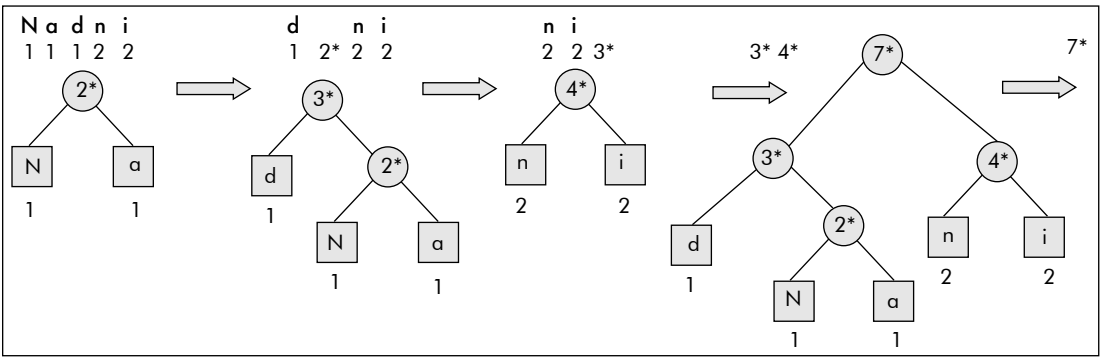 N a d n i
1 1 1 2 2
2*
N a
1 1
d n i
1 2* 2 2
3*
d 2*
1
N a
1 1
n i
2 2 3*
4*
n i
2 2
3* 4*
7*
3* 4*
d 2* n i
1 2 2
N a
1 1
7*